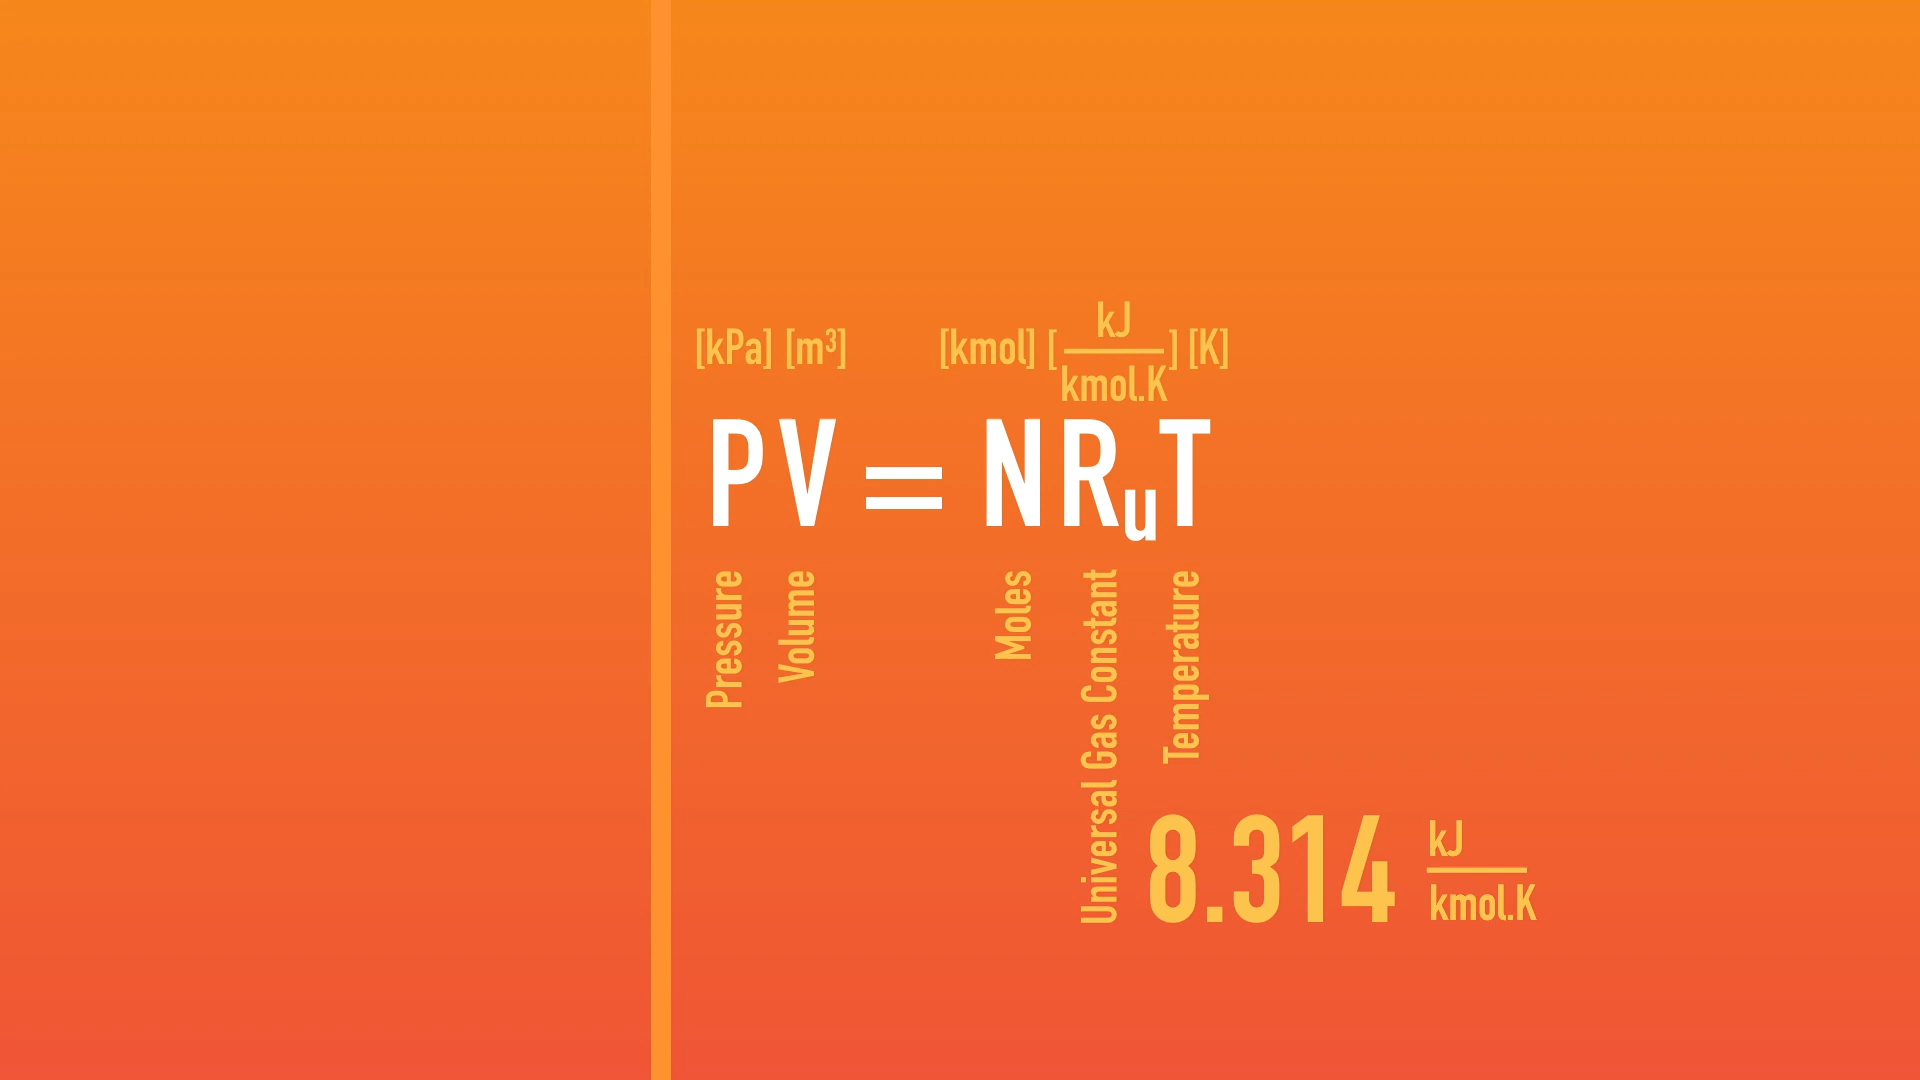 kJ
[kPa] [m³] [kmol] [ ] [K]
kmol.K
PV = NRuT
Pressure
Volume
Moles
Universal Gas Constant
Temperature
8.314 kJ
kmol.K